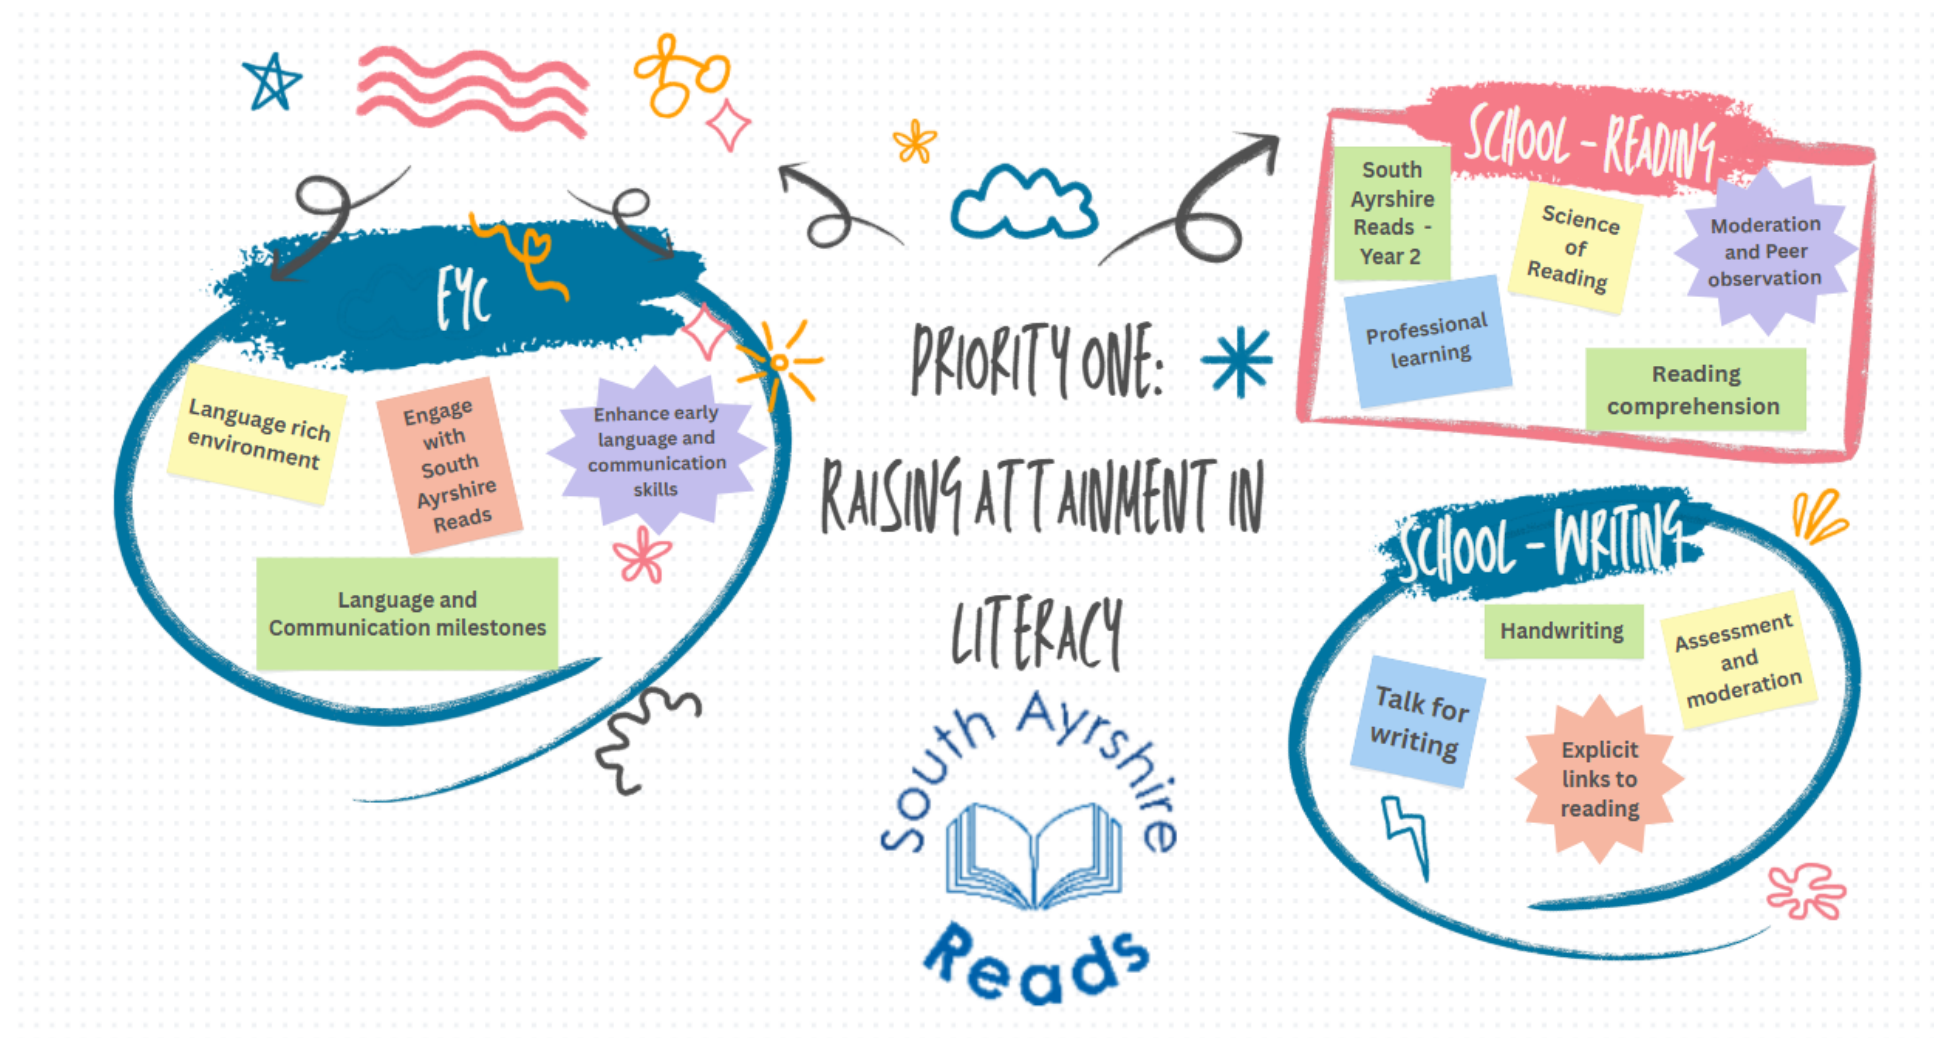 EYC
Language rich
environment
Engage
with
South
Ayrshire
Reads
Enhance early
language and
communication
skills
Language and
Communication milestones
PRIORITY ONE:
RAISING ATTAINMENT IN
LITERACY
South Ayrshire
Reads
SCHOOL - READING
South
Ayrshire
Reads -
Year 2
Science
of
Reading
Moderation
and Peer
observation
Professional
learning
Reading
comprehension
SCHOOL - WRITING
Handwriting
Assessment
and
moderation
Talk for
writing
Explicit
links to
reading